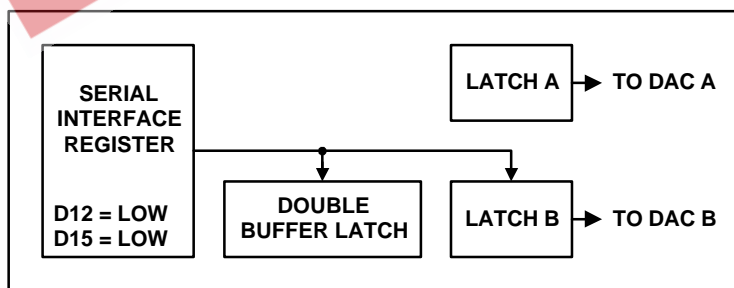 SERIAL
INTERFACE
REGISTER
D12 = LOW
D15 = LOW
DOUBLE
BUFFER LATCH
LATCH A
TO DAC A
LATCH B
TO DAC B